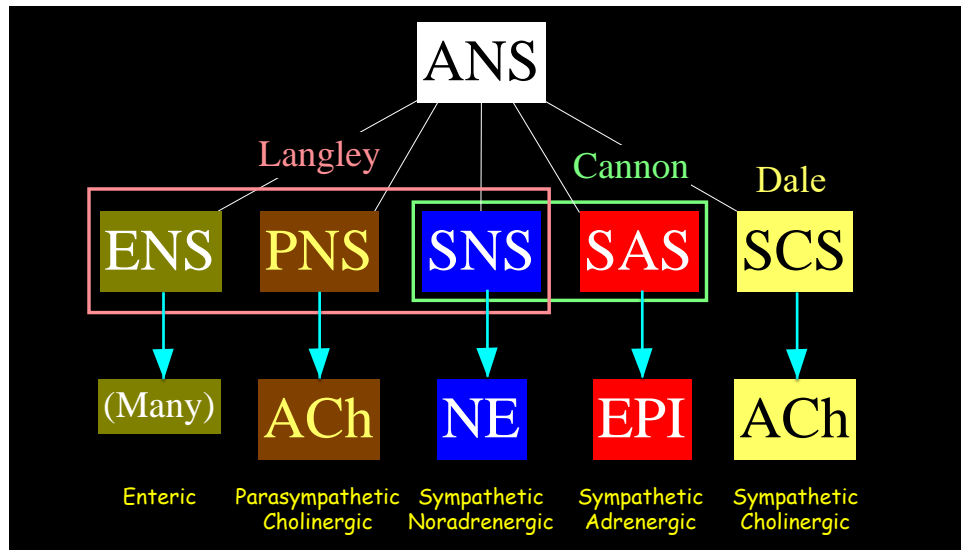 ANS
Langley
Cannon
Dale
ENS PNS SNS SAS SCS
(Many) ACh NE EPI ACh
Enteric Parasympathetic Sympathetic Sympathetic Sympathetic
Cholinergic Noradrenergic Adrenergic Cholinergic